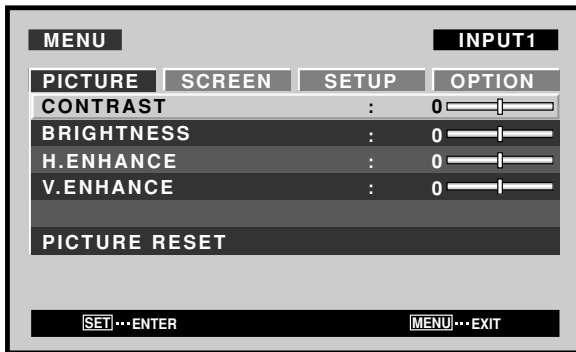 MENU INPUT1
PICTURE SCREEN SETUP OPTION
CONTRAST : 0
BRIGHTNESS : 0
H.ENHANCE : 0
V.ENHANCE : 0
PICTURE RESET
SET ··· ENTER MENU ··· EXIT